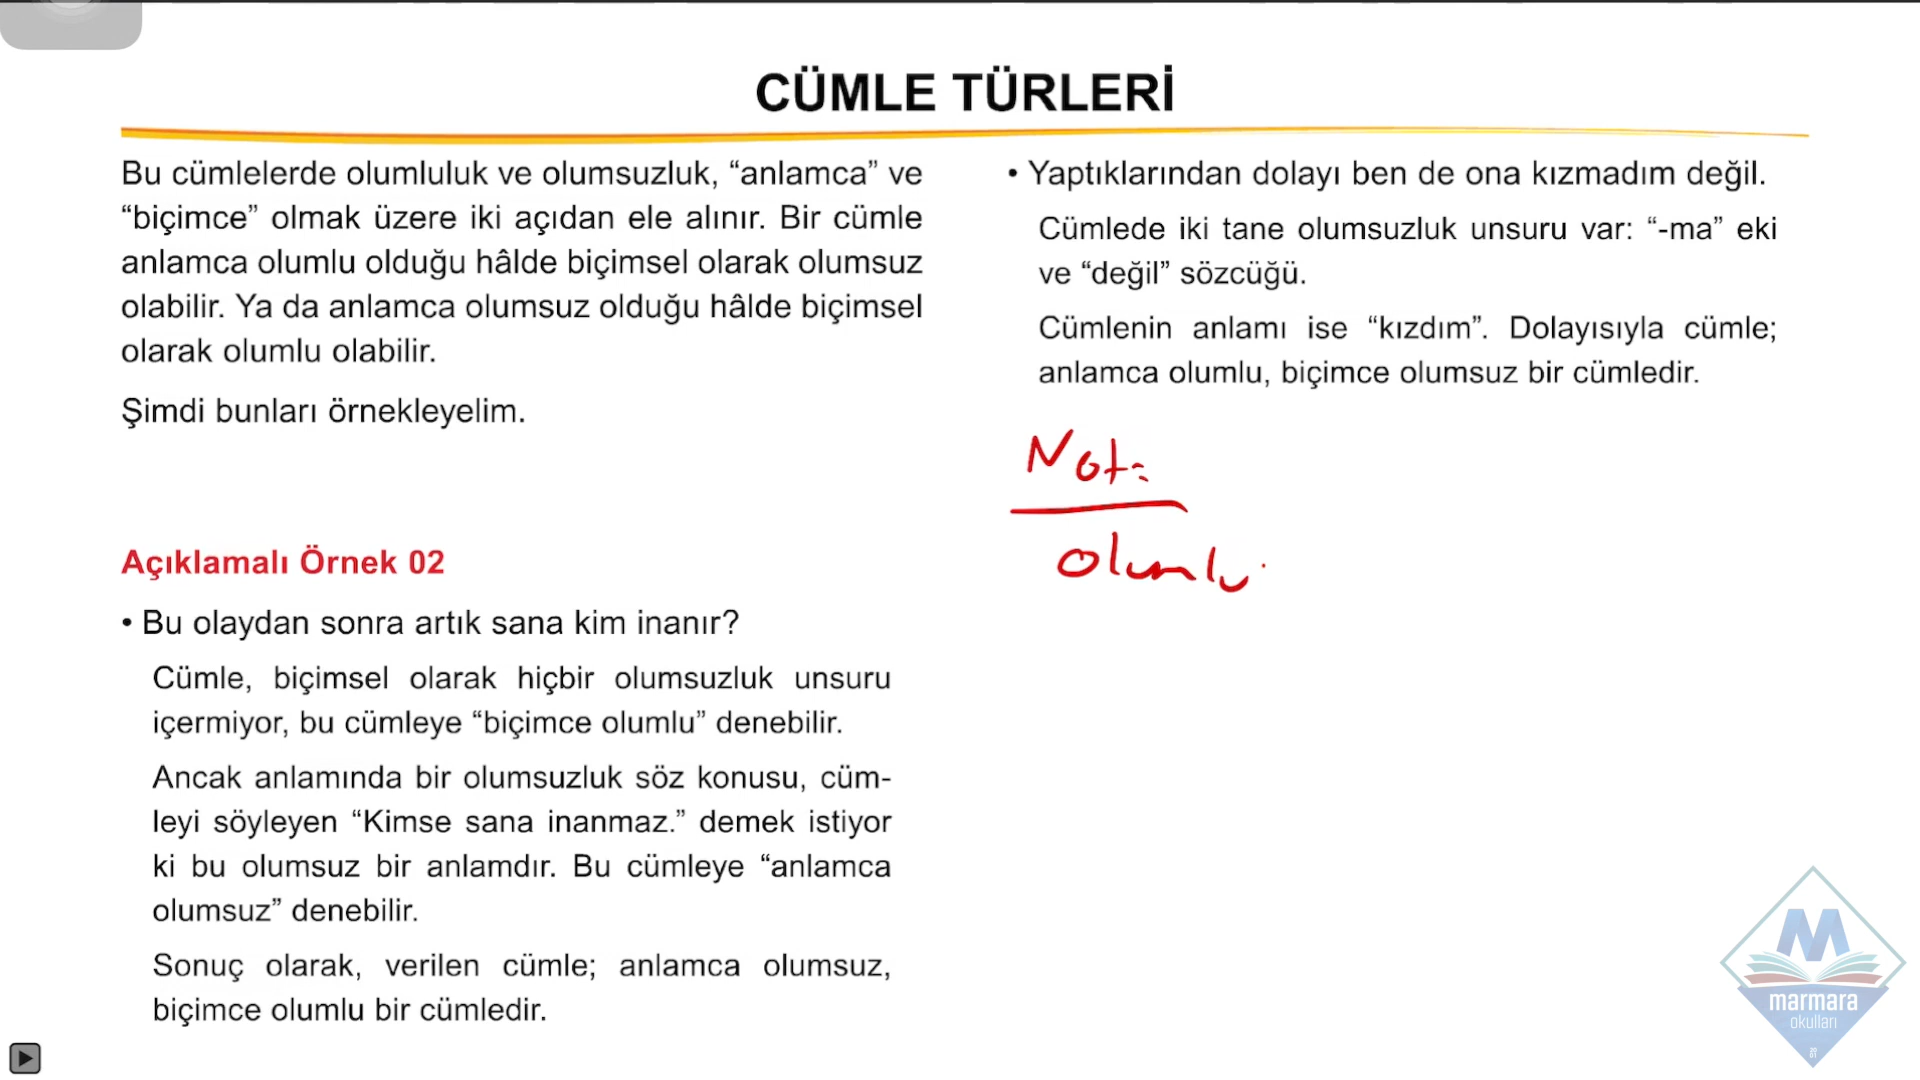 CÜMLE TÜRLERİ
Bu cümlelerde olumluluk ve olumsuzluk, “anlamca” ve
“biçimce” olmak üzere iki açıdan ele alınır. Bir cümle
anlamca olumlu olduğu hâlde biçimsel olarak olumsuz
olabilir. Ya da anlamca olumsuz olduğu hâlde biçimsel
olarak olumlu olabilir.
Şimdi bunları örnekleyelim.
Açıklamalı Örnek 02
• Bu olaydan sonra artık sana kim inanır?
Cümle, biçimsel olarak hiçbir olumsuzluk unsuru
içermiyor, bu cümleye “biçimce olumlu” denebilir.
Ancak anlamında bir olumsuzluk söz konusu, cüm-
leyi söyleyen “Kimse sana inanmaz.” demek istiyor
ki bu olumsuz bir anlamdır. Bu cümleye “anlamca
olumsuz” denebilir.
Sonuç olarak, verilen cümle; anlamca olumsuz,
biçimce olumlu bir cümledir.
• Yaptıklarından dolayı ben de ona kızmadım değil.
Cümlede iki tane olumsuzluk unsuru var: “-ma” eki
ve “değil” sözcüğü.
Cümlenin anlamı ise “kızdım”. Dolayısıyla cümle;
anlamca olumlu, biçimce olumsuz bir cümledir.
Not:
olumlu
M
marmara
okulları
20
01